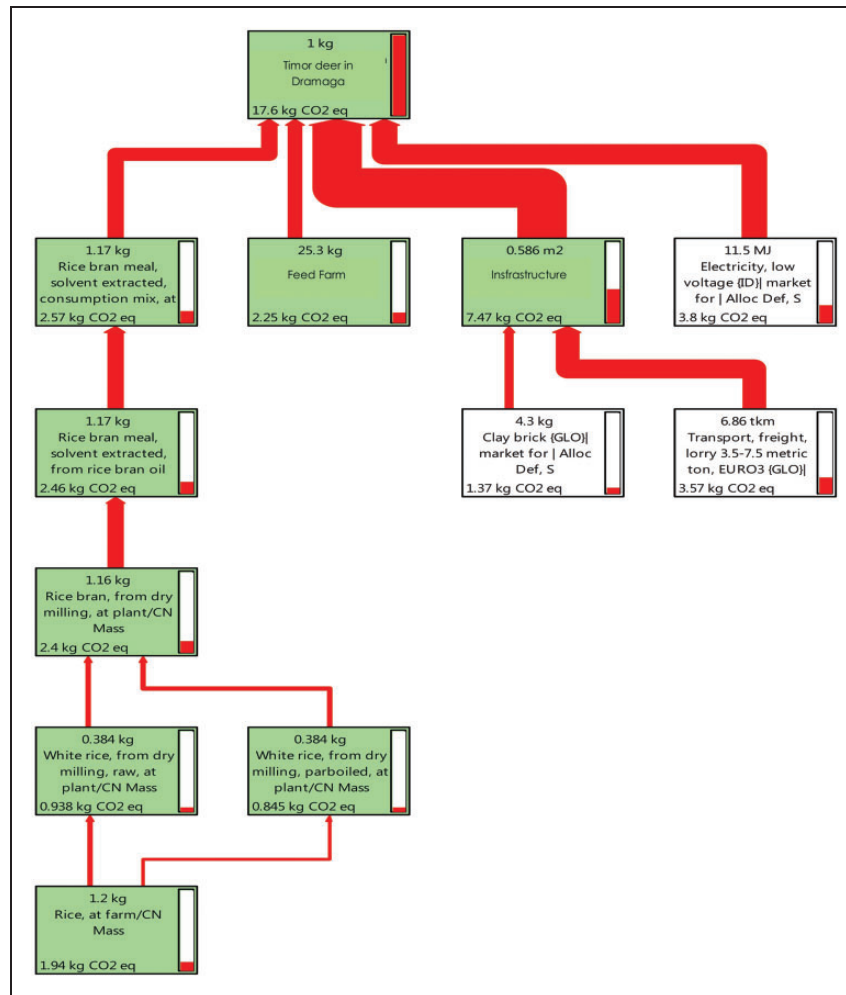 1 kg
Timor deer in
Dramaga
17.6 kg CO2 eq
1.17 kg
Rice bran meal,
solvent extracted,
consumption mix, at
2.57 kg CO2 eq
25.3 kg
Feed Farm
2.25 kg CO2 eq
0.586 m2
Insfrastructure
7.47 kg CO2 eq
11.5 MJ
Electricity, low
voltage {ID}| market
for | Alloc Def, S
3.8 kg CO2 eq
1.17 kg
Rice bran meal,
solvent extracted,
from rice bran oil
2.46 kg CO2 eq
4.3 kg
Clay brick {GLO}|
market for | Alloc
Def, S
1.37 kg CO2 eq
6.86 tkm
Transport, freight,
lorry 3.5-7.5 metric
ton, EURO3 {GLO}|
3.57 kg CO2 eq
1.16 kg
Rice bran, from dry
milling, at plant/CN
Mass
2.4 kg CO2 eq
0.384 kg
White rice, from dry
milling, raw, at
plant/CN Mass
0.938 kg CO2 eq
0.384 kg
White rice, from dry
milling, parboiled, at
plant/CN Mass
0.845 kg CO2 eq
1.2 kg
Rice, at farm/CN
Mass
1.94 kg CO2 eq